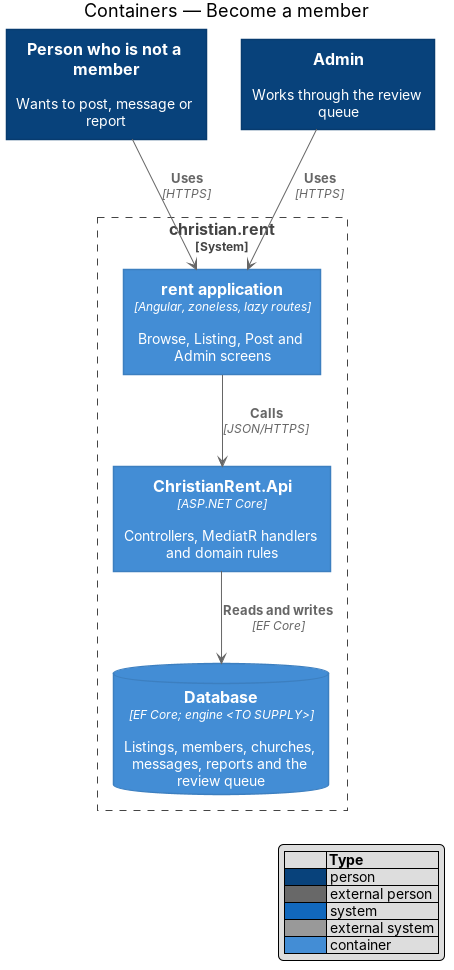 Containers — Become a member
Person who is not a
member
Wants to post, message or
report
Admin
Works through the review
queue
Uses
[HTTPS]
Uses
[HTTPS]
christian.rent
[System]
rent application
[Angular, zoneless, lazy routes]
Browse, Listing, Post and
Admin screens
Calls
[JSON/HTTPS]
ChristianRent.Api
[ASP.NET Core]
Controllers, MediatR handlers
and domain rules
Reads and writes
[EF Core]
Database
[EF Core; engine <TO SUPPLY>]
Listings, members, churches,
messages, reports and the
review queue
Type
person
external person
system
external system
container